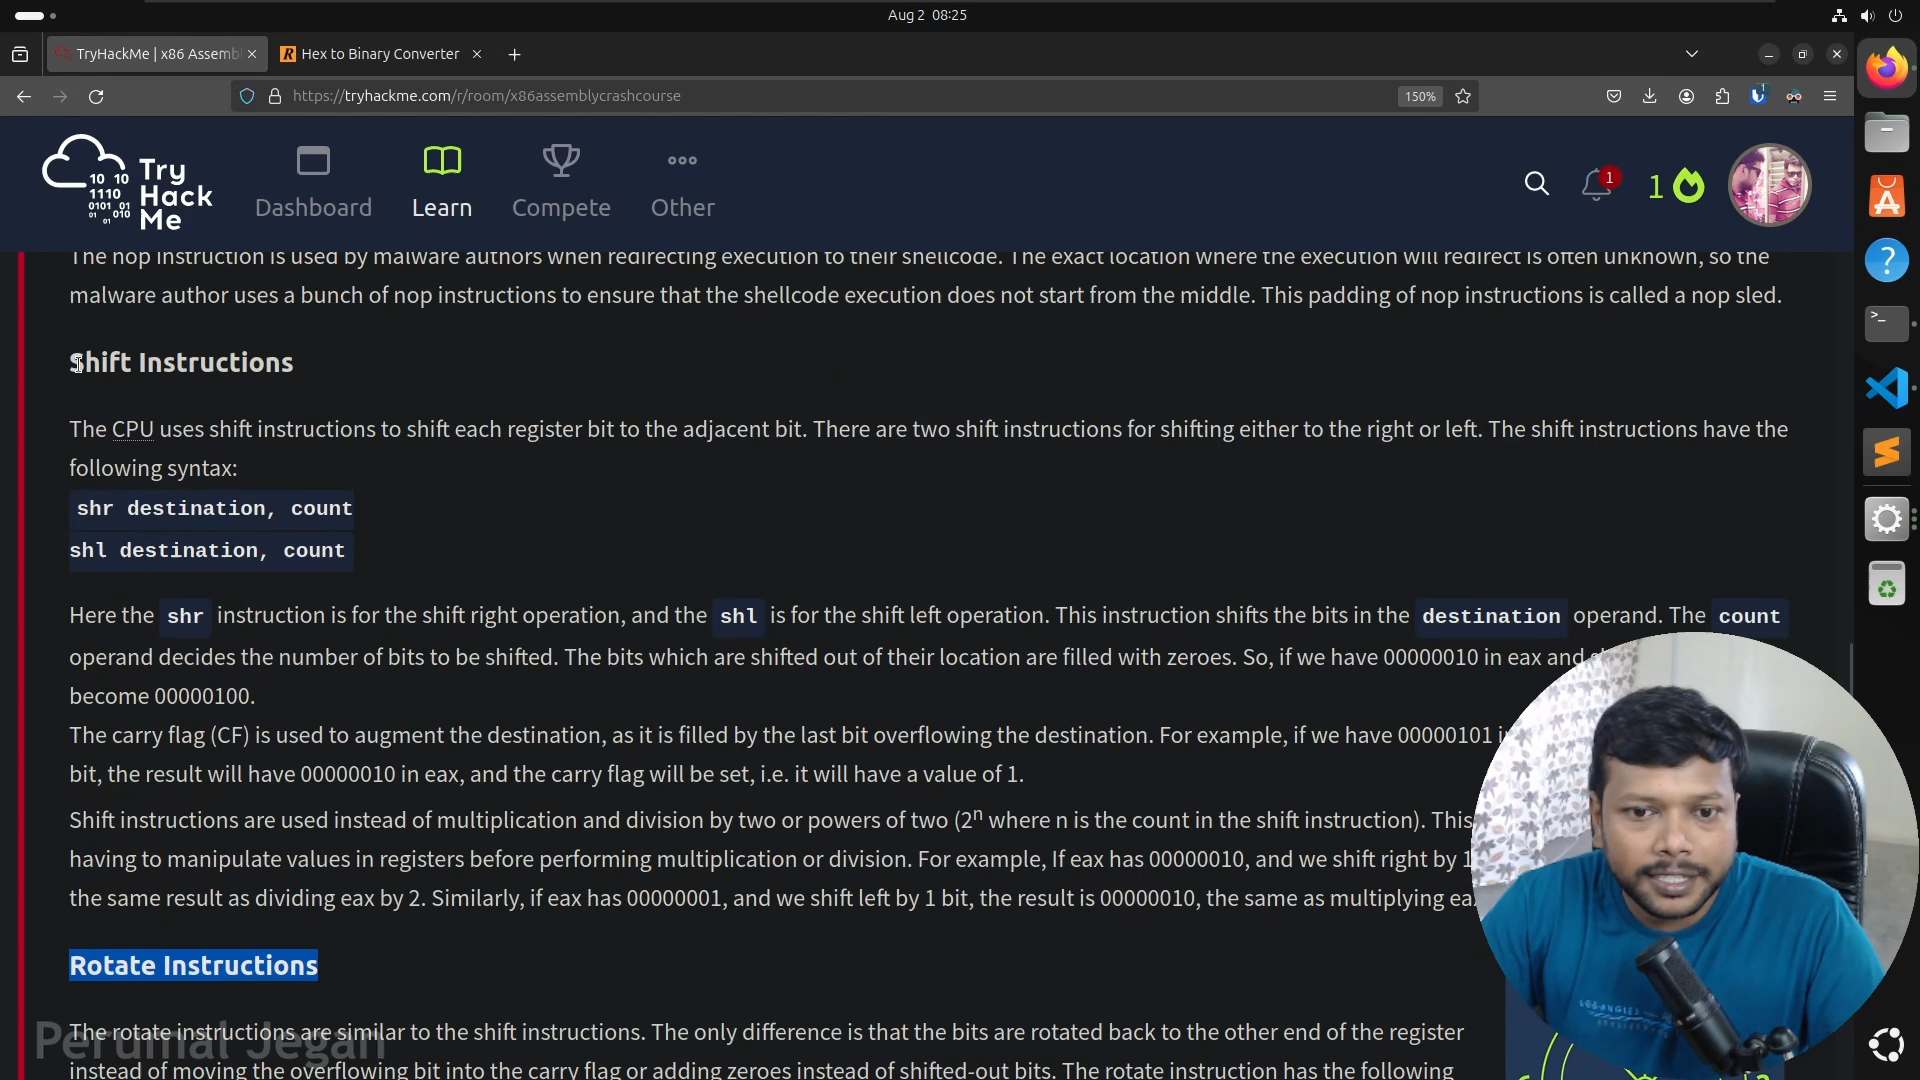 Aug 2 08:25
TryHackMe | x86 Assemb
Hex to Binary Converter
https://tryhackme.com/r/room/x86assemblycrashcourse
150%
1
10 10
1110
0101 01
01 010
Try
Hack
Me
Dashboard
Learn
Compete
Other
1
1
The nop instruction is used by malware authors when redirecting execution to their shellcode. The exact location where the execution will redirect is often unknown, so the
malware author uses a bunch of nop instructions to ensure that the shellcode execution does not start from the middle. This padding of nop instructions is called a nop sled.
Shift Instructions
The CPU uses shift instructions to shift each register bit to the adjacent bit. There are two shift instructions for shifting either to the right or left. The shift instructions have the
following syntax:
shr destination, count
shl destination, count
Here the shr instruction is for the shift right operation, and the shl is for the shift left operation. This instruction shifts the bits in the destination operand. The count
operand decides the number of bits to be shifted. The bits which are shifted out of their location are filled with zeroes. So, if we have 00000010 in eax and
become 00000100.
The carry flag (CF) is used to augment the destination, as it is filled by the last bit overflowing the destination. For example, if we have 00000101
bit, the result will have 00000010 in eax, and the carry flag will be set, i.e. it will have a value of 1.
Shift instructions are used instead of multiplication and division by two or powers of two (2n where n is the count in the shift instruction). This
having to manipulate values in registers before performing multiplication or division. For example, If eax has 00000010, and we shift right by 1
the same result as dividing eax by 2. Similarly, if eax has 00000001, and we shift left by 1 bit, the result is 00000010, the same as multiplying
Rotate Instructions
The rotate instructions are similar to the shift instructions. The only difference is that the bits are rotated back to the other end of the register
instead of moving the overflowing bit into the carry flag or adding zeroes instead of shifted-out bits. The rotate instruction has the following
Perumal Jegan